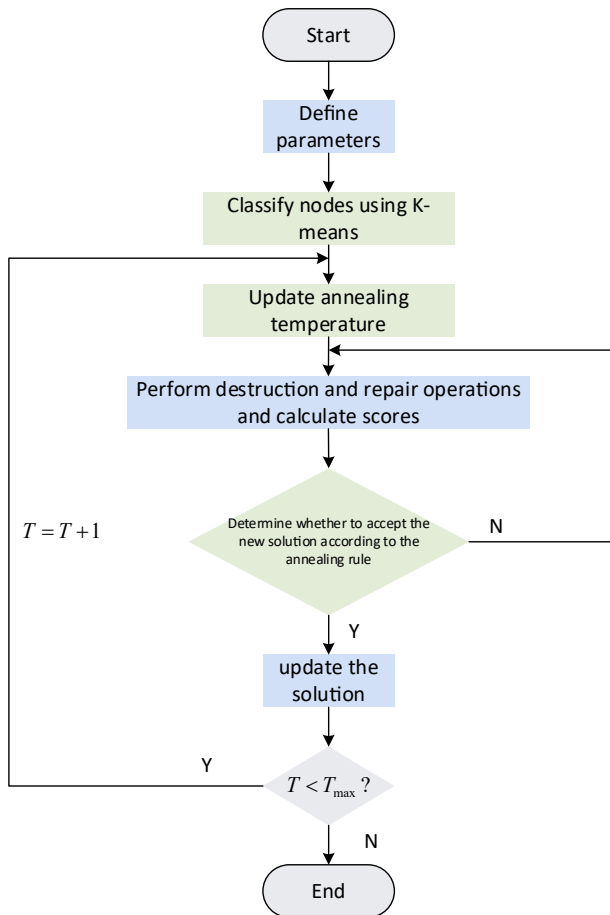 Start
Define
parameters
Classify nodes using K-
means
Update annealing
temperature
Perform destruction and repair operations
and calculate scores
T = T + 1
Determine whether to accept the
new solution according to the
annealing rule
N
Y
update the
solution
Y
T < Tmax ?
N
End